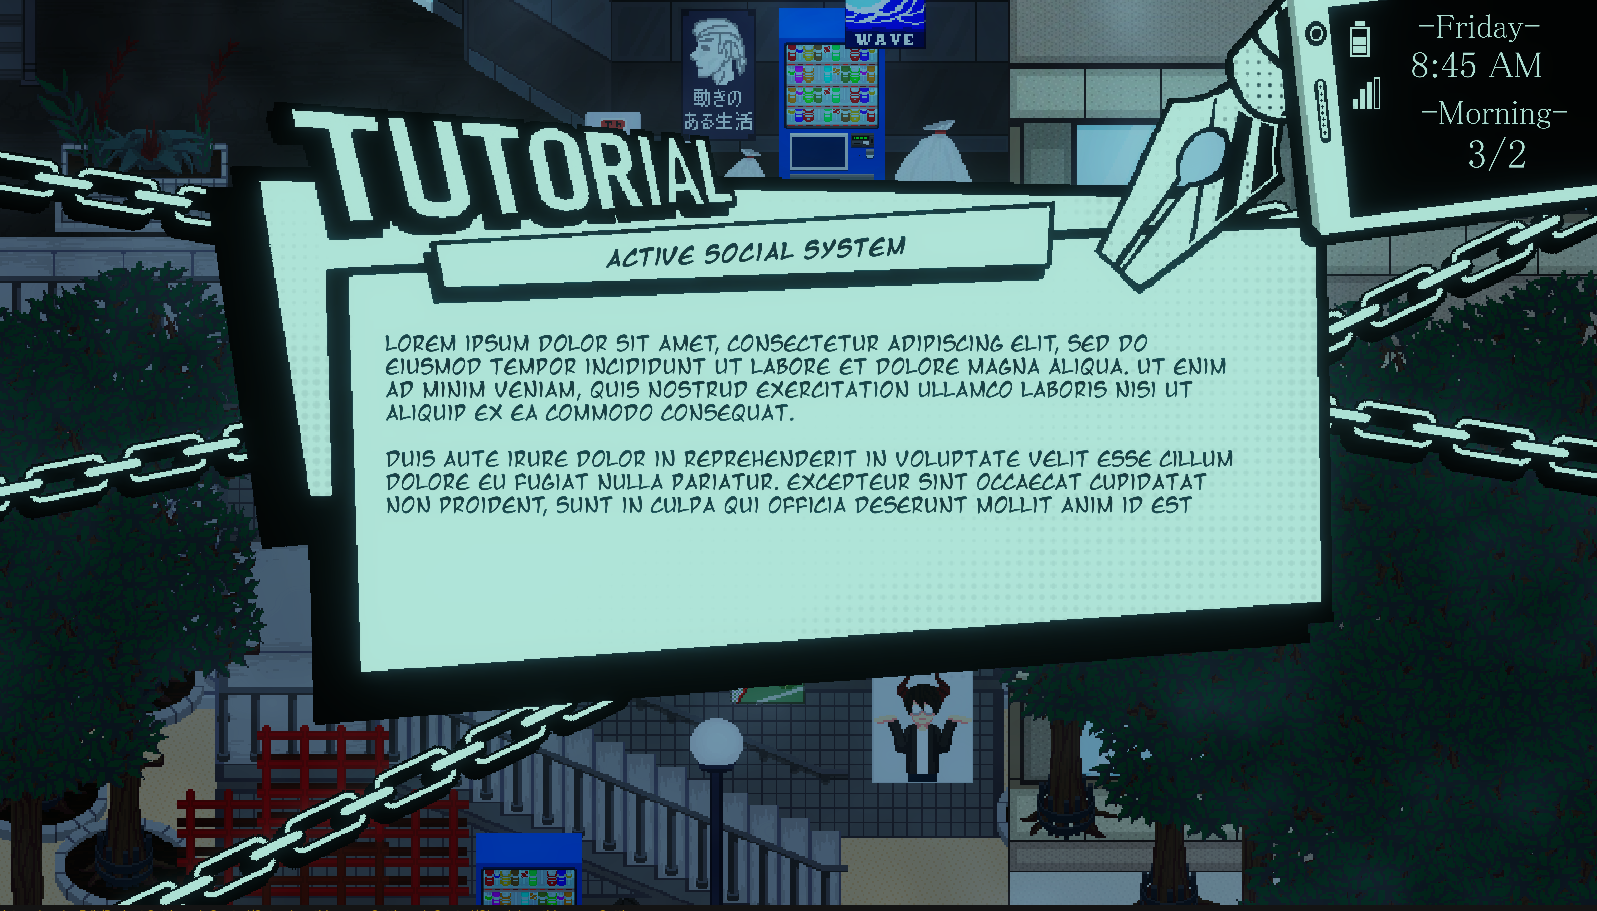 WAVE
動きの
ある生活
-Friday-
8:45 AM
-Morning-
3/2
TUTORIAL
ACTIVE SOCIAL SYSTEM
LOREM IPSUM DOLOR SIT AMET, CONSECTETUR ADIPISCING ELIT, SED DO
EIUSMOD TEMPOR INCIDIDUNT UT LABORE ET DOLORE MAGNA ALIQUA. UT ENIM
AD MINIM VENIAM, QUIS NOSTRUD EXERCITATION ULLAMCO LABORIS NISI UT
ALIQUIP EX EA COMMODO CONSEQUAT.
DUIS AUTE IRURE DOLOR IN REPREHENDERIT IN VOLUPTATE VELIT ESSE CILLUM
DOLORE EU FUGIAT NULLA PARIATUR. EXCEPTEUR SINT OCCAECAT CUPIDATAT
NON PROIDENT, SUNT IN CULPA QUI OFFICIA DESERUNT MOLLIT ANIM ID EST